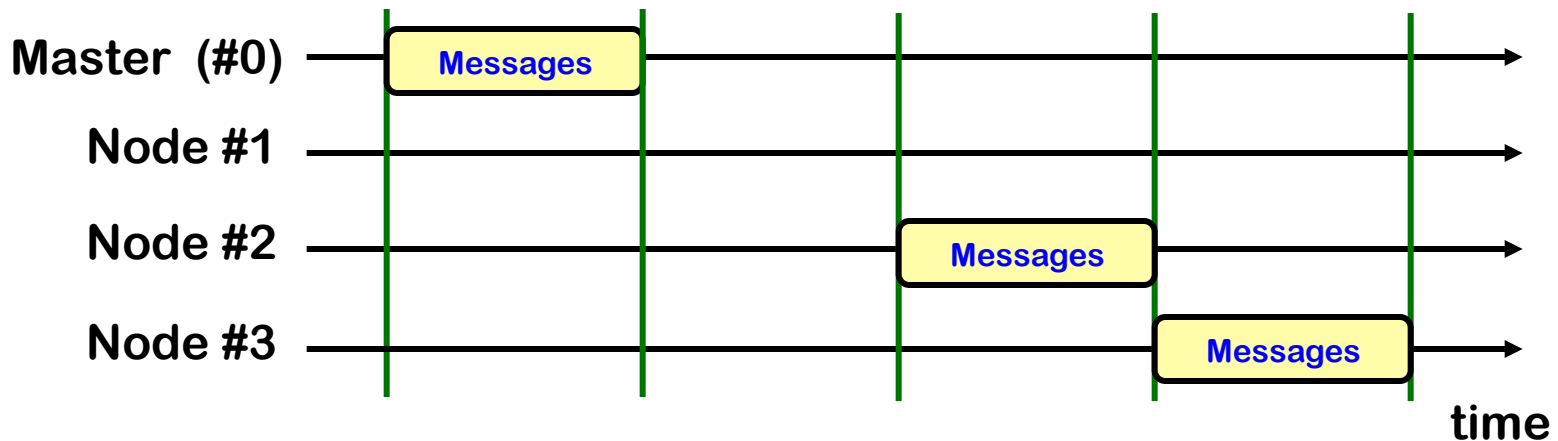 Master (#0)
Messages
Node #1
Node #2
Messages
Node #3
Messages
time